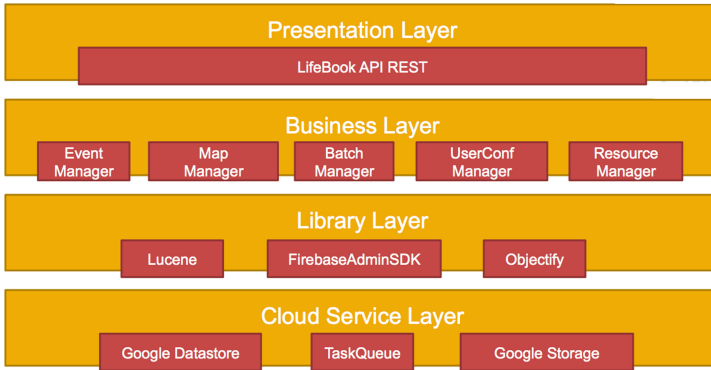 Presentation Layer
LifeBook API REST
Business Layer
Event Manager
Map Manager
Batch Manager
UserConf Manager
Resource Manager
Library Layer
Lucene
FirebaseAdminSDK
Objectify
Cloud Service Layer
Google Datastore
TaskQueue
Google Storage